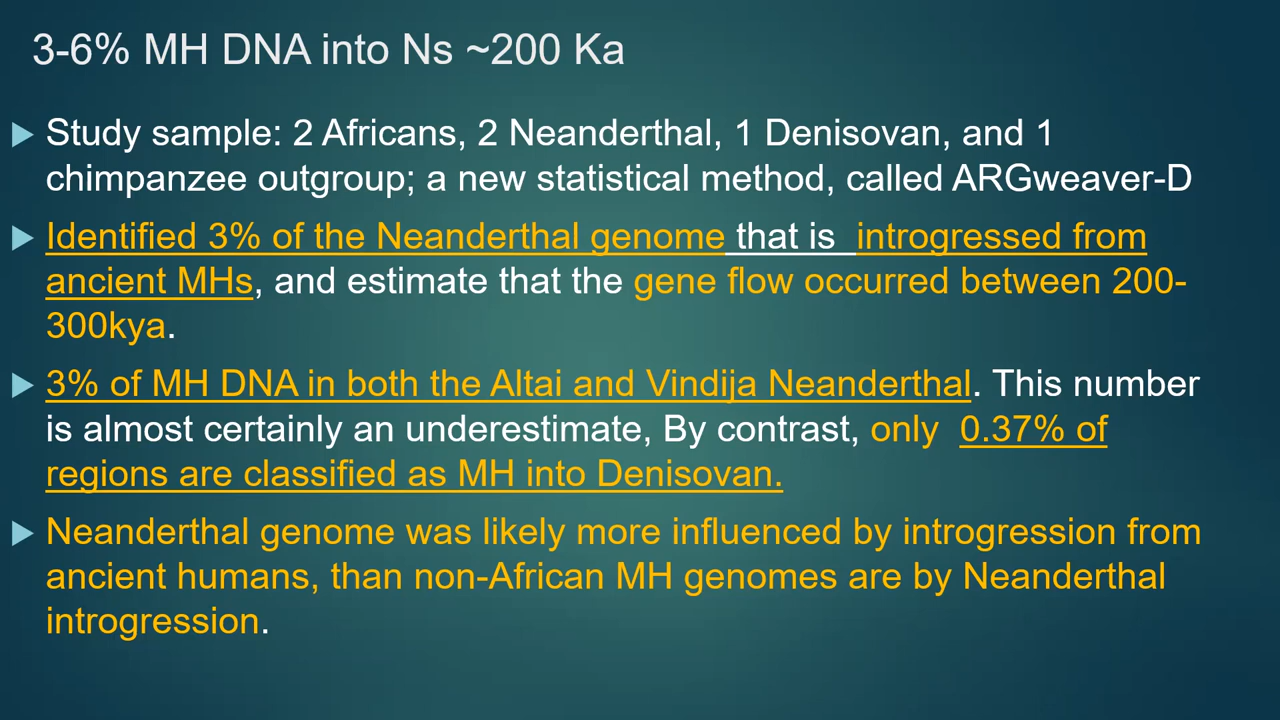 3-6% MH DNA into Ns ~200 Ka
Study sample: 2 Africans, 2 Neanderthal, 1 Denisovan, and 1
chimpanzee outgroup; a new statistical method, called ARGweaver-D
Identified 3% of the Neanderthal genome that is introgressed from
ancient MHs, and estimate that the gene flow occurred between 200-
300kya.
3% of MH DNA in both the Altai and Vindija Neanderthal. This number
is almost certainly an underestimate, By contrast, only 0.37% of
regions are classified as MH into Denisovan.
Neanderthal genome was likely more influenced by introgression from
ancient humans, than non-African MH genomes are by Neanderthal
introgression.